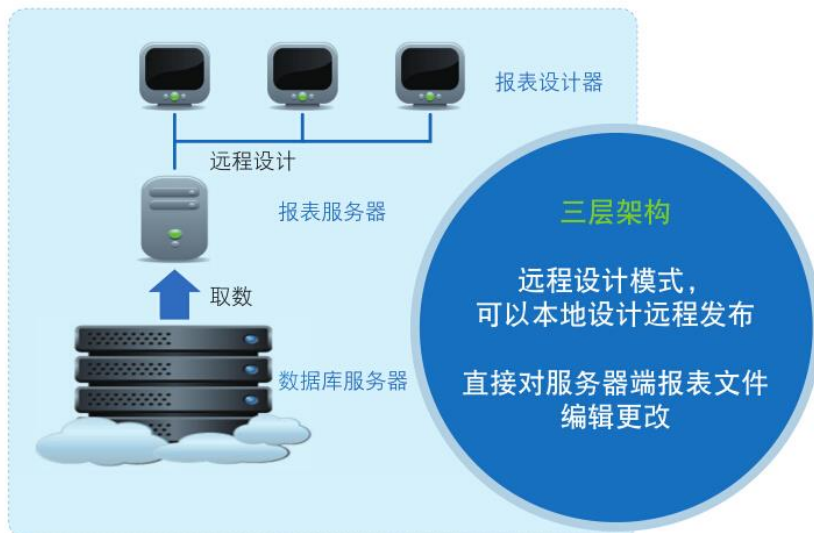 报表设计器
远程设计
报表服务器
取数
数据库服务器
三层架构
远程设计模式，
可以本地设计远程发布
直接对服务器端报表文件
编辑更改